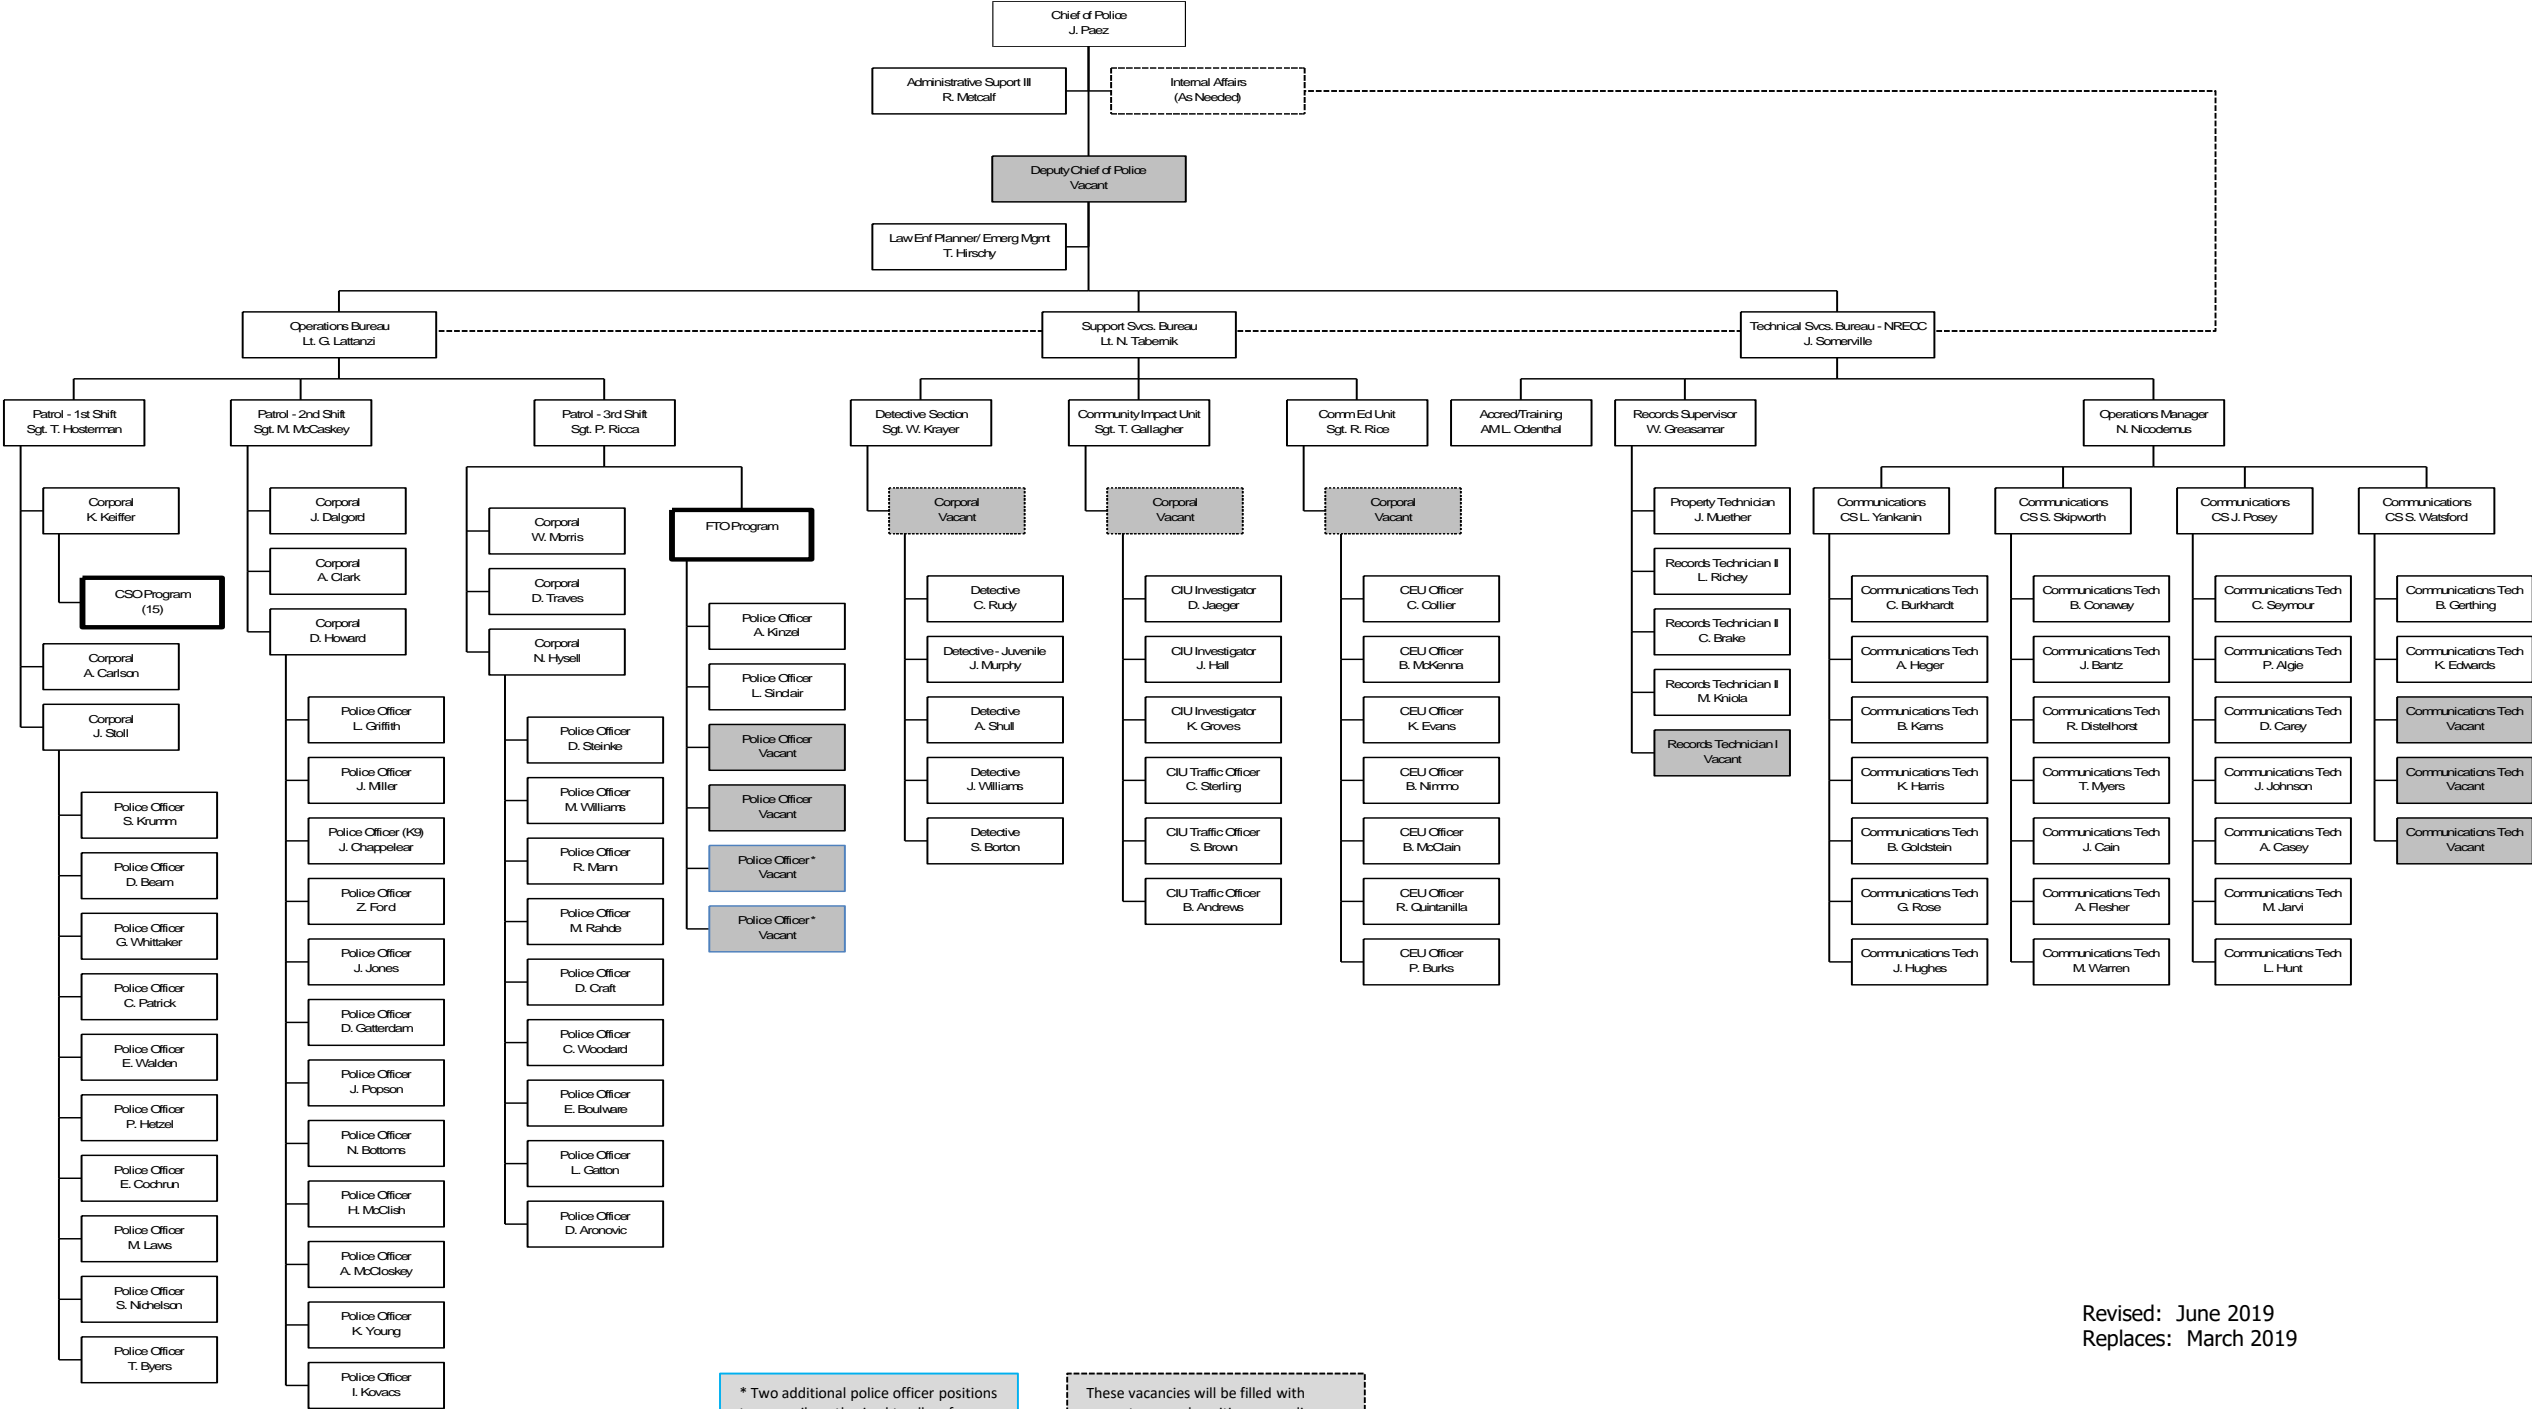 Chief of Police
J. Paez
Administrative Suport III
R. Metcalf
Internal Affairs
(As Needed)
Deputy Chief of Police
Vacant
Law Enf Planner/ Emerg Mgmt
T. Hirschy
Operations Bureau
Lt. G. Lattanzi
Support Svcs. Bureau
Lt. N. Tabernik
Technical Svcs. Bureau - NRECC
J. Somerville
Patrol - 1st Shift
Sgt. T. Hosterman
Corporal
K. Keiffer
CSO Program
(15)
Corporal
A. Carlson
Corporal
J. Stoll
Police Officer
S. Krumm
Police Officer
D. Beam
Police Officer
G. Whittaker
Police Officer
C. Patrick
Police Officer
E. Walden
Police Officer
P. Hetzel
Police Officer
E. Cochrun
Police Officer
M. Laws
Police Officer
S. Nichelson
Police Officer
T. Byers
Patrol - 2nd Shift
Sgt. M. McCaskey
Corporal
J. Dalgord
Corporal
A. Clark
Corporal
D. Howard
Police Officer
L. Griffith
Police Officer
J. Miller
Police Officer (K9)
J. Chappelear
Police Officer
Z. Ford
Police Officer
J. Jones
Police Officer
D. Gatterdam
Police Officer
J. Popson
Police Officer
N. Bottoms
Police Officer
H. McClish
Police Officer
A. McCloskey
Police Officer
K. Young
Police Officer
I. Kovacs
Patrol - 3rd Shift
Sgt. P. Ricca
Corporal
W. Morris
Corporal
D. Traves
Corporal
N. Hysell
Police Officer
D. Steinke
Police Officer
M. Williams
Police Officer
R. Mann
Police Officer
M. Rahde
Police Officer
D. Craft
Police Officer
C. Woodard
Police Officer
E. Boulware
Police Officer
L. Gatton
Police Officer
D. Aronovic
FTO Program
Police Officer
A. Kinzel
Police Officer
L. Sinclair
Police Officer
Vacant
Police Officer
Vacant
Police Officer *
Vacant
Police Officer *
Vacant
Detective Section
Sgt. W. Krayer
Corporal
Vacant
Detective
C. Rudy
Detective - Juvenile
J. Murphy
Detective
A. Shull
Detective
J. Williams
Detective
S. Borton
Community Impact Unit
Sgt. T. Gallagher
Corporal
Vacant
CIU Investigator
D. Jaeger
CIU Investigator
J. Hall
CIU Investigator
K. Groves
CIU Traffic Officer
C. Sterling
CIU Traffic Officer
S. Brown
CIU Traffic Officer
B. Andrews
Comm Ed Unit
Sgt. R. Rice
Corporal
Vacant
CEU Officer
C. Collier
CEU Officer
B. McKenna
CEU Officer
K. Evans
CEU Officer
B. Nimmo
CEU Officer
B. McClain
CEU Officer
R. Quintanilla
CEU Officer
P. Burks
Accred/Training
AM L. Odenthal
Records Supervisor
W. Greasamar
Property Technician
J. Muether
Records Technician II
L. Richey
Records Technician II
C. Brake
Records Technician II
M. Kniola
Records Technician I
Vacant
Operations Manager
N. Nicodemus
Communications
CS L. Yankanin
Communications Tech
C. Burkhardt
Communications Tech
A. Heger
Communications Tech
B. Karns
Communications Tech
K. Harris
Communications Tech
B. Goldstein
Communications Tech
G. Rose
Communications Tech
J. Hughes
Communications
CS S. Skipworth
Communications Tech
B. Conaway
Communications Tech
J. Bantz
Communications Tech
R. Distelhorst
Communications Tech
T. Myers
Communications Tech
J. Cain
Communications Tech
A. Flesher
Communications Tech
M. Warren
Communications
CS J. Posey
Communications Tech
C. Seymour
Communications Tech
P. Algie
Communications Tech
D. Carey
Communications Tech
J. Johnson
Communications Tech
A. Casey
Communications Tech
M. Jarvi
Communications Tech
L. Hunt
Communications
CS S. Watsford
Communications Tech
B. Gerthing
Communications Tech
K. Edwards
Communications Tech
Vacant
Communications Tech
Vacant
Communications Tech
Vacant
Revised: June 2019
Replaces: March 2019
* Two additional police officer positions
These vacancies will be filled with